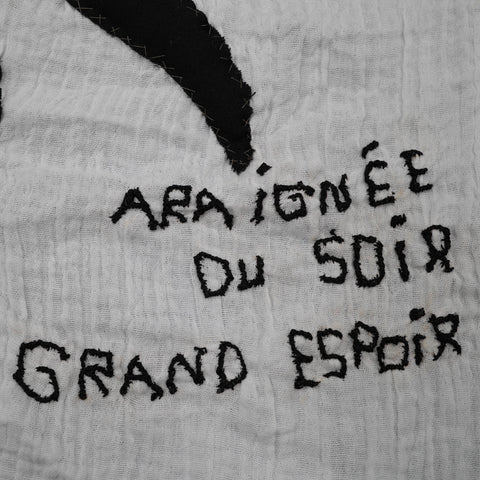 ARAiGNÉE
DU SOiR
GRAND ESPOiR